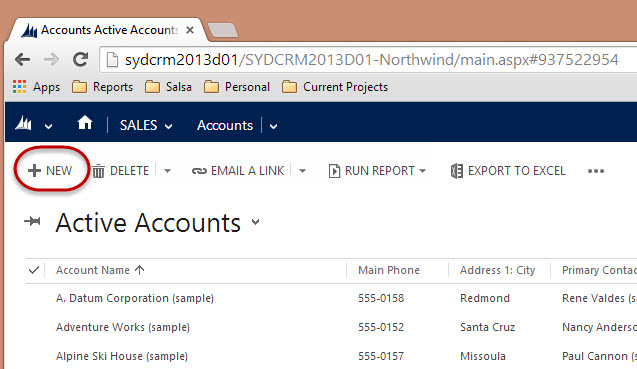 Accounts Active Accounts
sydcrm2013d01/SYDCRM2013D01-Northwind/main.aspx#937522954
Apps Reports Salsa Personal Current Projects
SALES Accounts
NEW DELETE EMAIL A LINK RUN REPORT EXPORT TO EXCEL
Active Accounts
Account Name Main Phone Address 1: City Primary Contac
A. Datum Corporation (sample) 555-0158 Redmond Rene Valdes (sa
Adventure Works (sample) 555-0152 Santa Cruz Nancy Anderso
Alpine Ski House (sample) 555-0157 Missoula Paul Cannon (sa